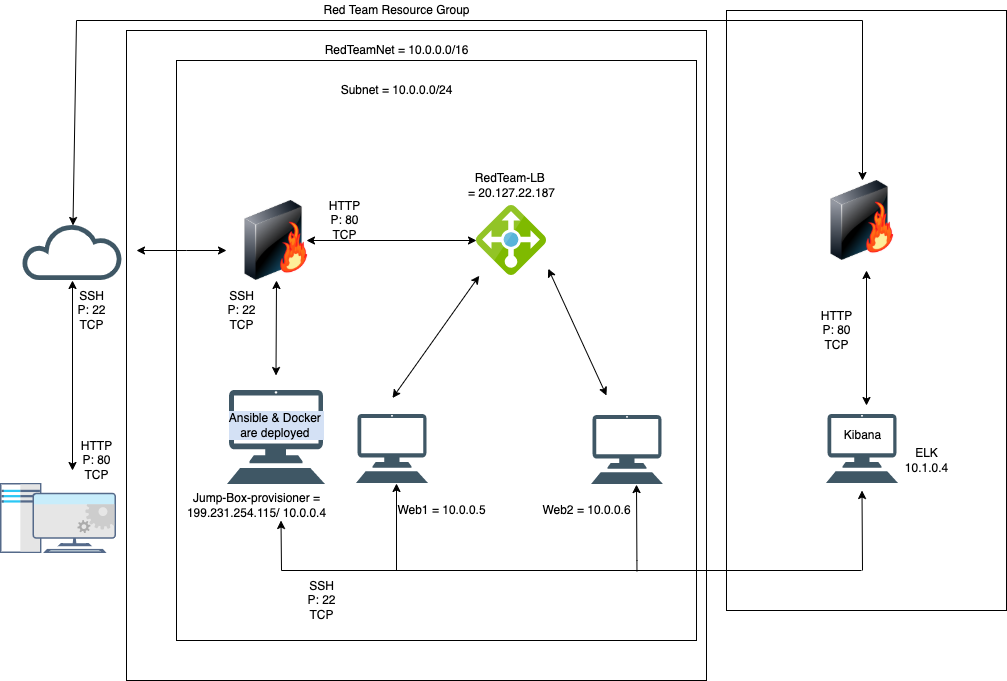 Red Team Resource Group
RedTeamNet = 10.0.0.0/16
Subnet = 10.0.0.0/24
RedTeam-LB
= 20.127.22.187
HTTP
P: 80
TCP
SSH
P: 22
TCP
SSH
P: 22
TCP
HTTP
P: 80
TCP
Ansible & Docker
are deployed
Kibana
HTTP
P: 80
TCP
ELK
10.1.0.4
Jump-Box-provisioner =
199.231.254.115/ 10.0.0.4
Web1 = 10.0.0.5
Web2 = 10.0.0.6
SSH
P: 22
TCP